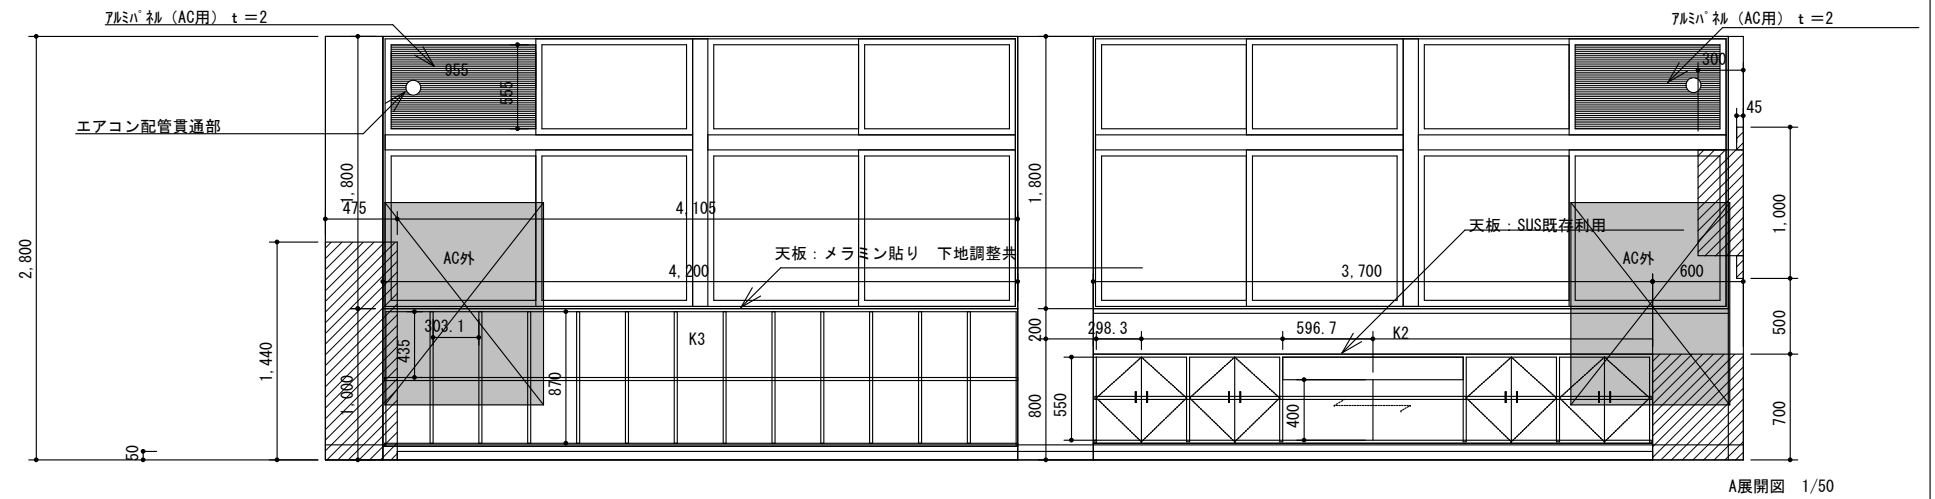 ｱﾙﾐﾊﾟﾈﾙ（AC用） t＝2
ｱﾙﾐﾊﾟﾈﾙ（AC用） t＝2
955
555
300
45
エアコン配管貫通部
1,800
1,800
475
4,105
1,000
天板：SUS既存利用
2,800
AC外
天板：メラミン貼り　下地調整共
AC外
4,200
3,700
600
303.1
K3
200
298.3
596.7
K2
500
435
1,440
1,000
870
800
550
400
700
50
A展開図　1/50